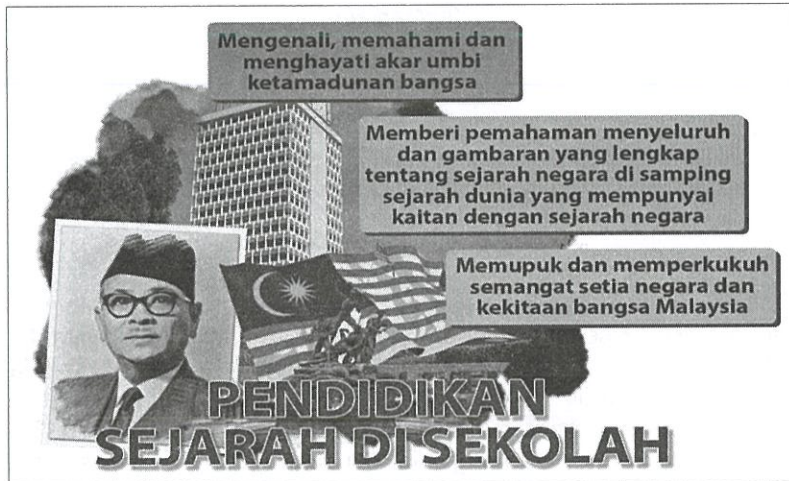 Mengenali, memahami dan
menghayati akar umbi
ketamadunan bangsa
Memberi pemahaman menyeluruh
dan gambaran yang lengkap
tentang sejarah negara di samping
sejarah dunia yang mempunyai
kaitan dengan sejarah negara
Memupuk dan memperkukuh
semangat setia negara dan
kekitaan bangsa Malaysia
PENDIDIKAN
SEJARAH DI SEKOLAH